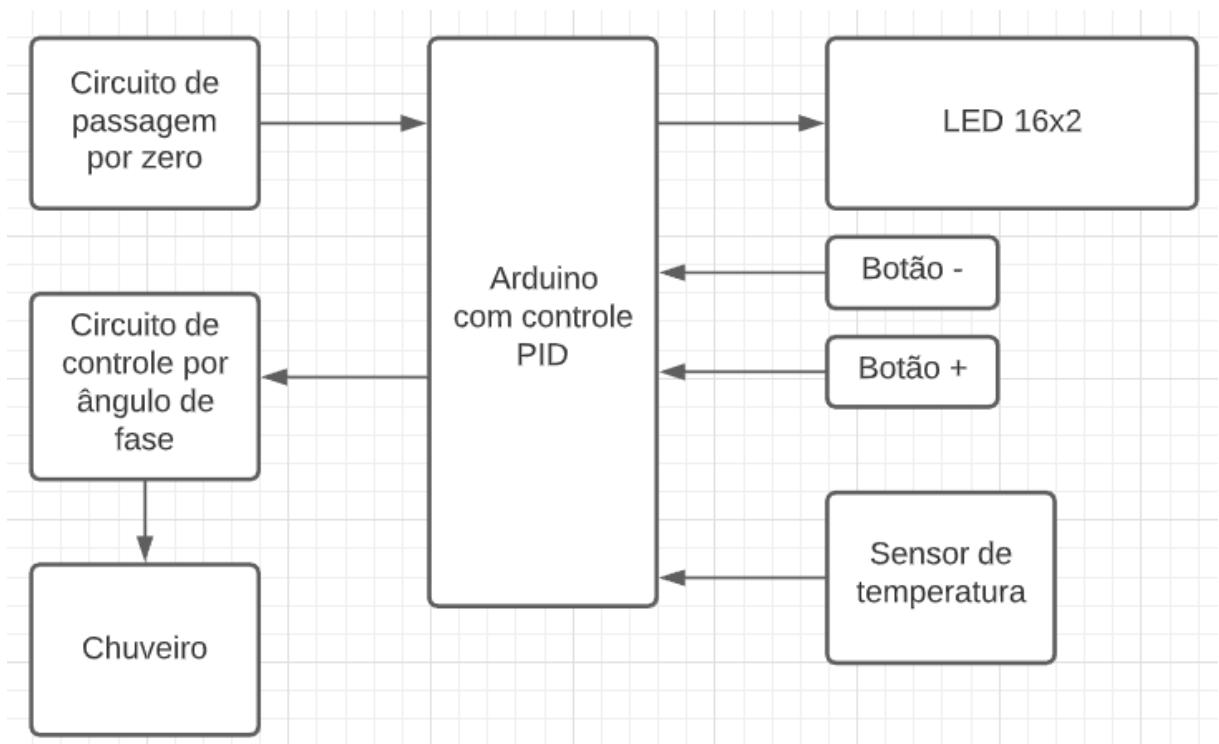 Circuito de
passagem
por zero
LED 16x2
Arduino
com controle
PID
Botão -
Botão +
Circuito de
controle por
ângulo de
fase
Sensor de
temperatura
Chuveiro